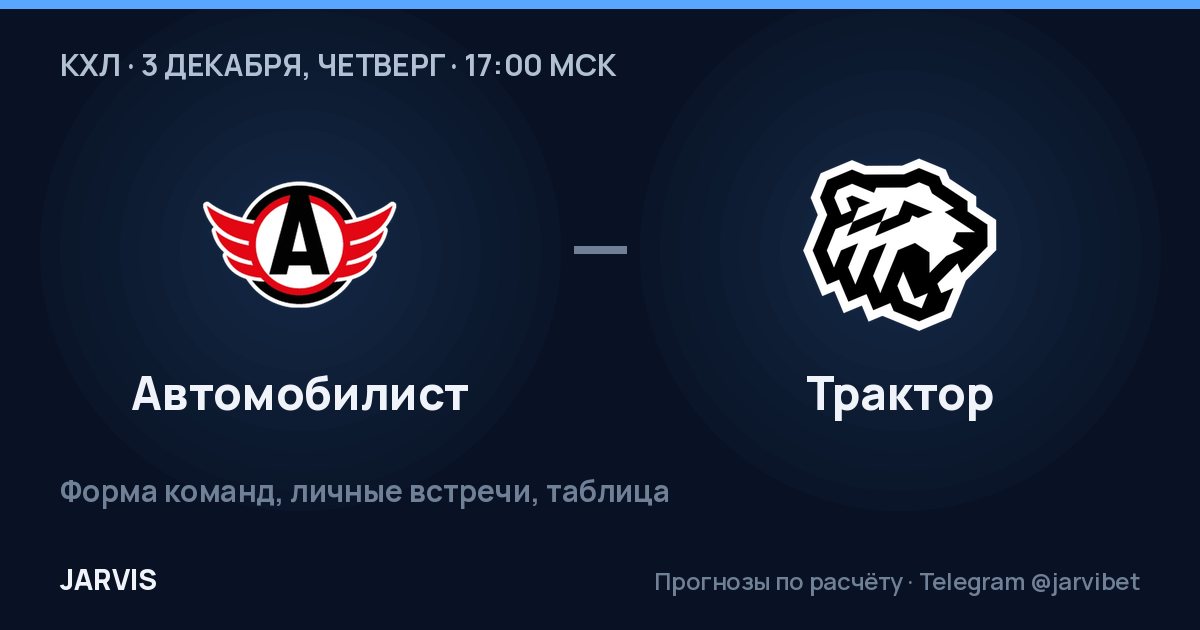 КХЛ · 3 ДЕКАБРЯ, ЧЕТВЕРГ · 17:00 МСК
A
Автомобилист
—
Трактор
Форма команд, личные встречи, таблица
JARVIS
Прогнозы по расчёту · Telegram @jarvibet